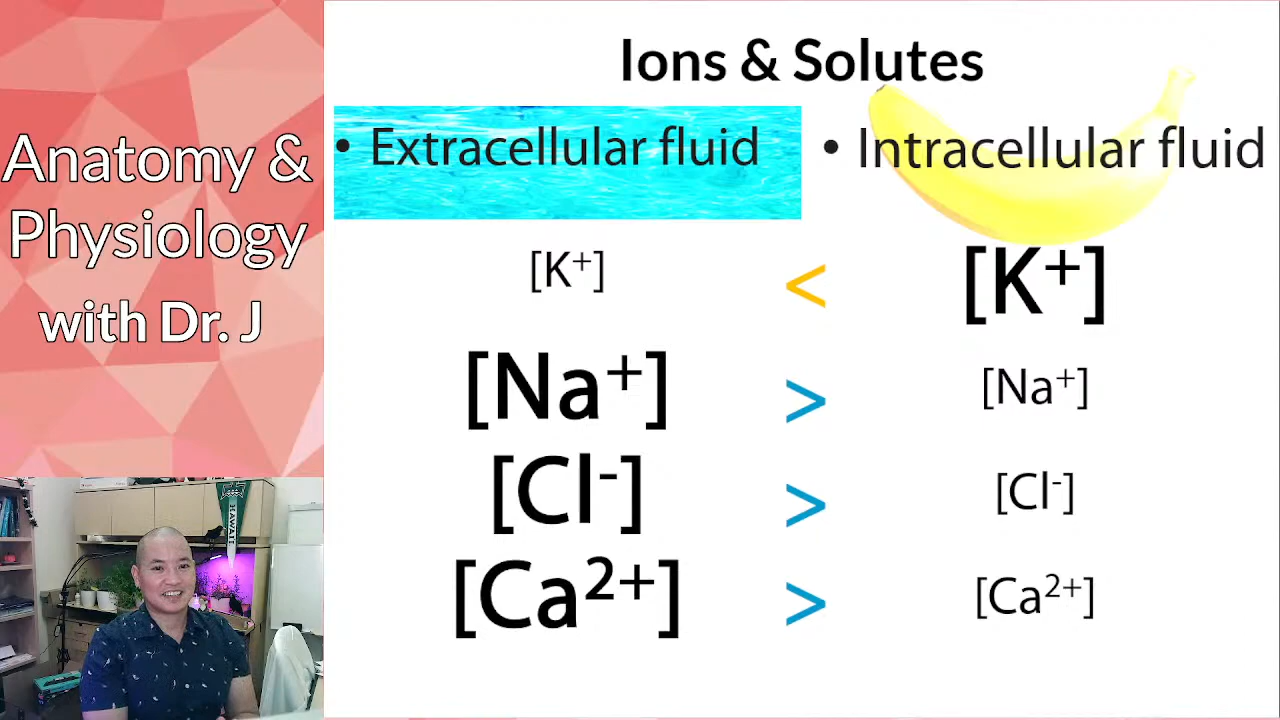 Anatomy &
Physiology
with Dr. J
HAWAI'I
Ions & Solutes
• Extracellular fluid
• Intracellular fluid
[K⁺] < [K⁺]
[Na⁺] > [Na⁺]
[Cl⁻] > [Cl⁻]
[Ca²⁺] > [Ca²⁺]